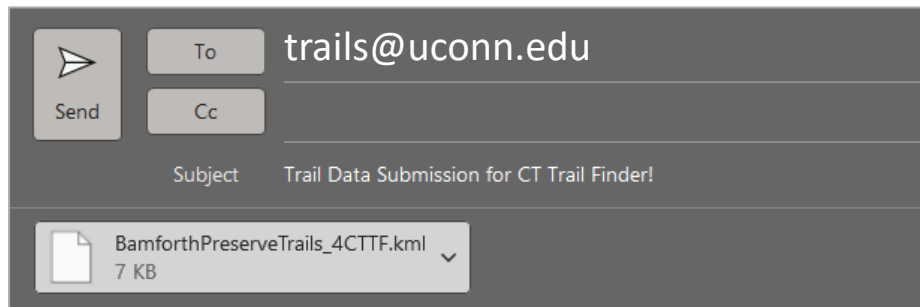 To trails@uconn.edu
Send Cc
Subject Trail Data Submission for CT Trail Finder!
BamforthPreserveTrails_4CTTF.kml
7 KB